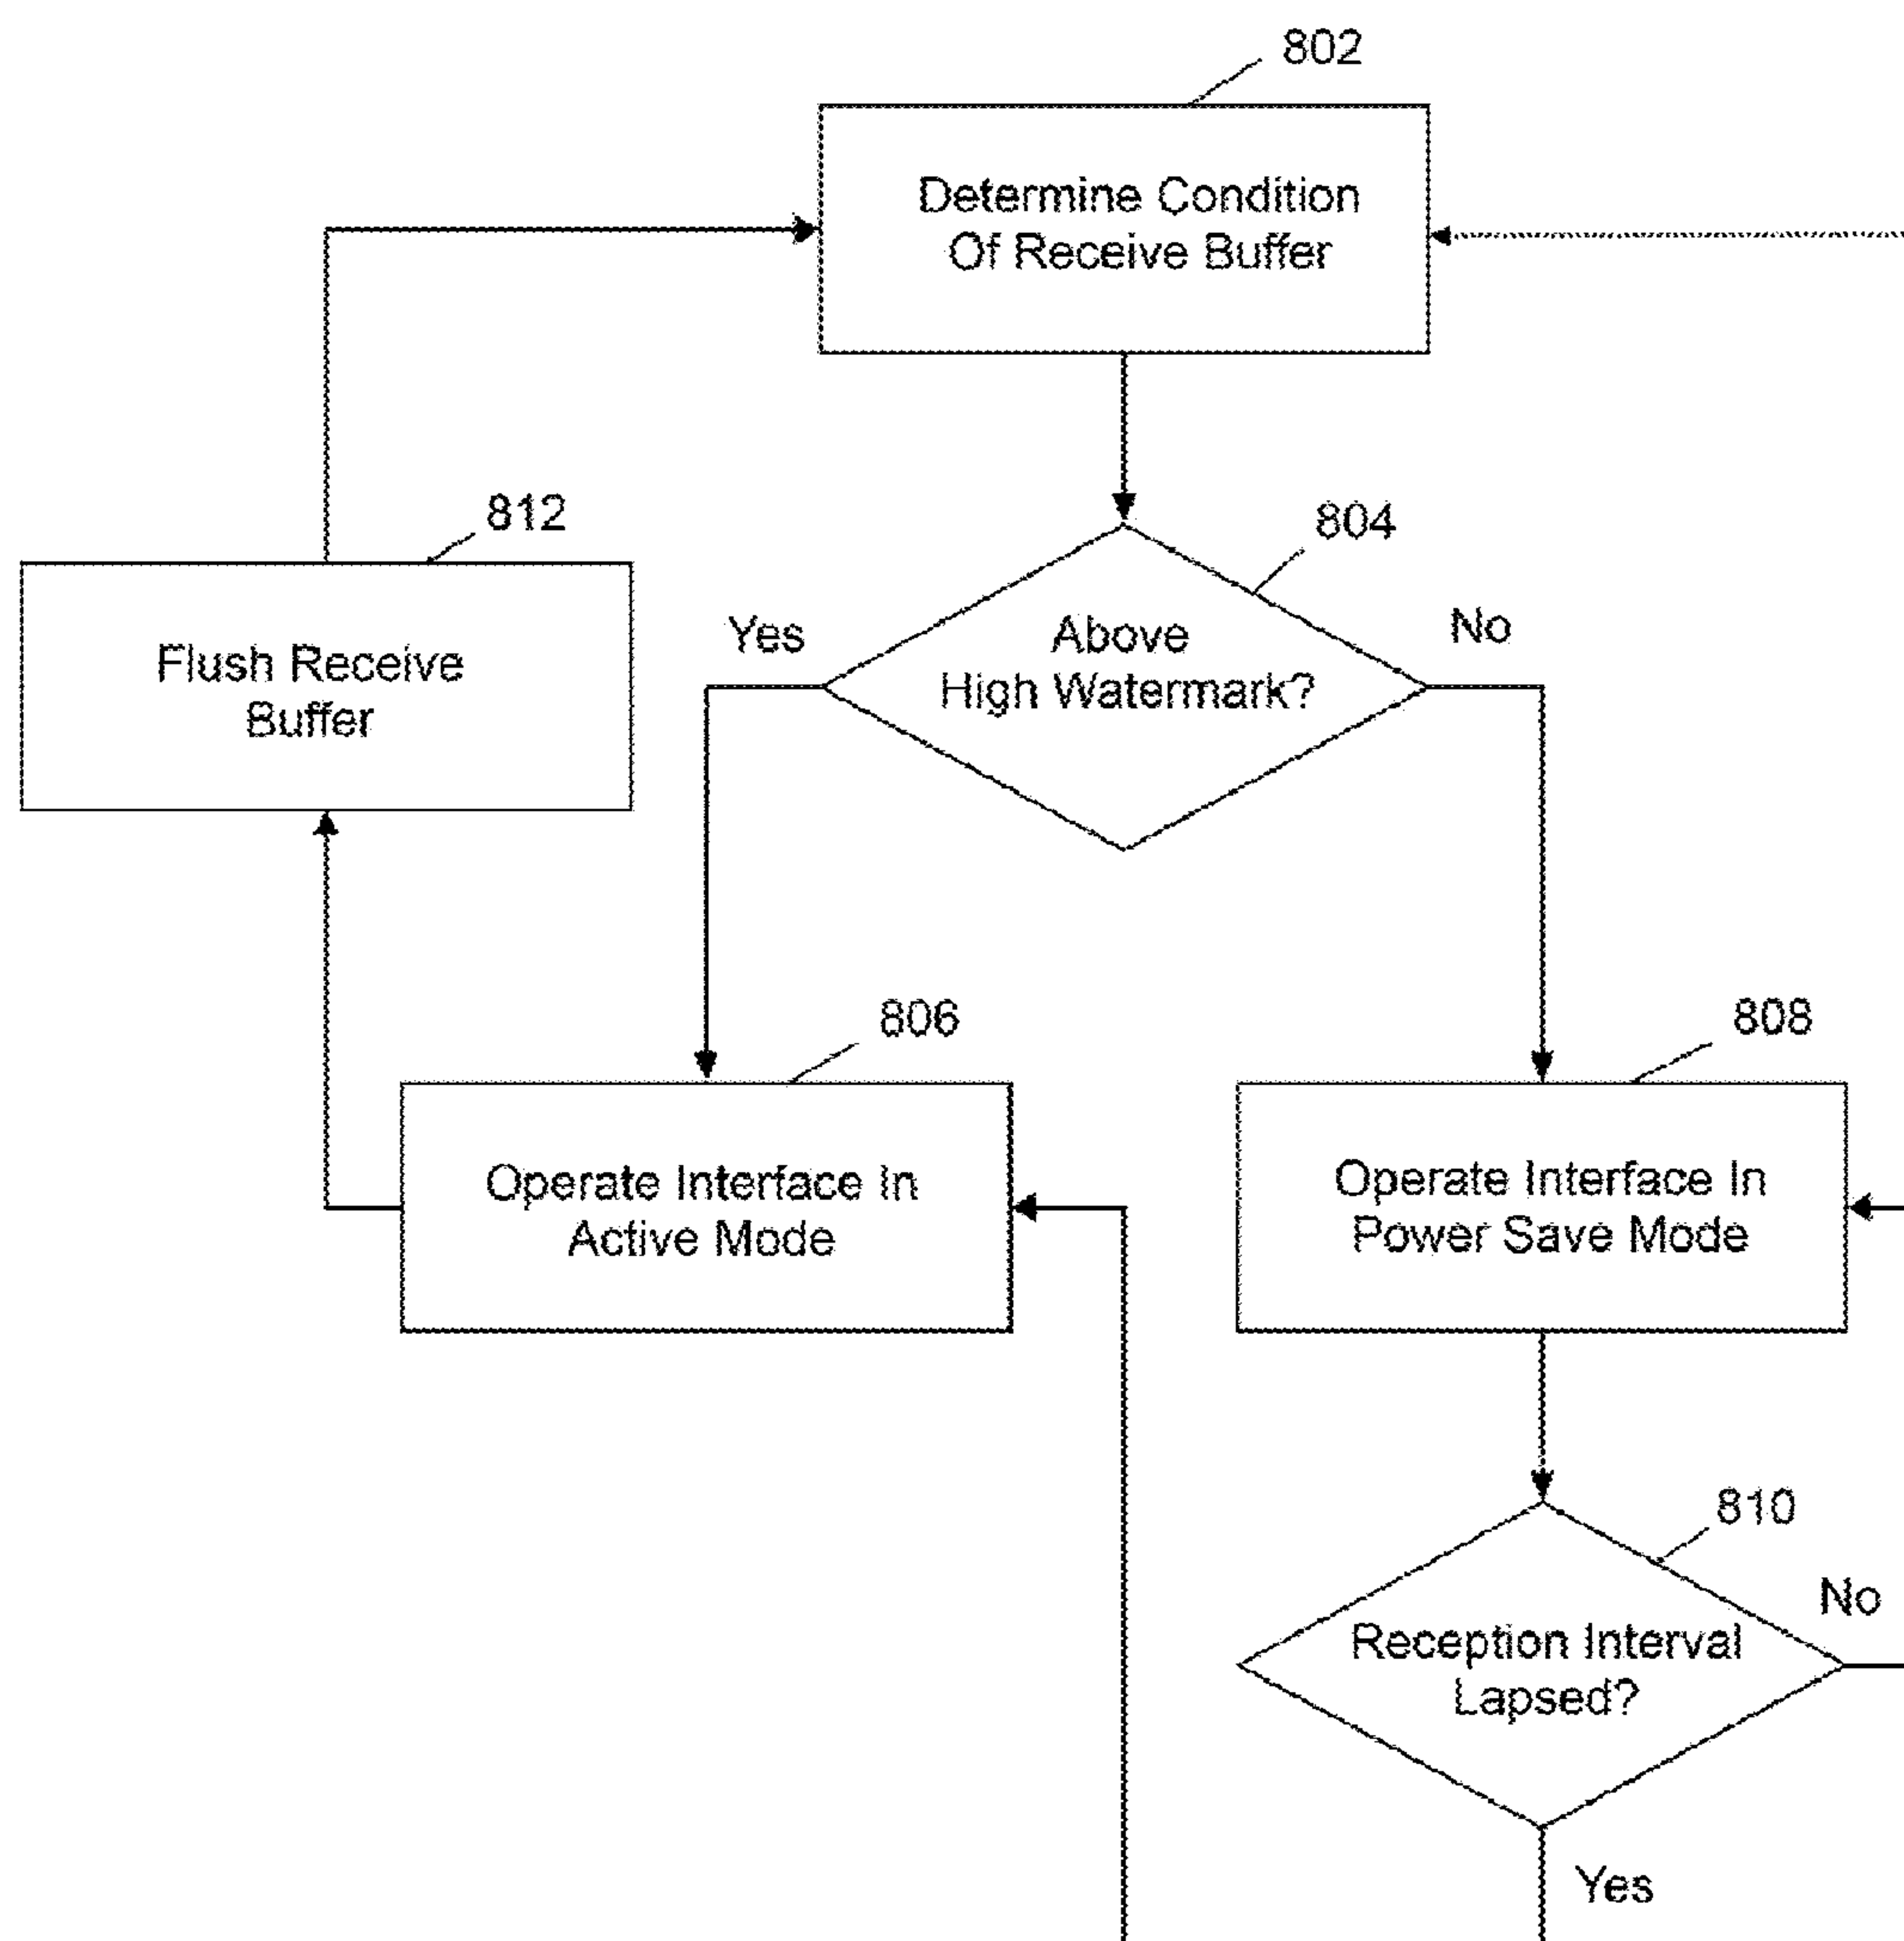 802
Determine Condition
Of Receive Buffer
812
804
Flush Receive
Buffer
Yes
Above
High Watermark?
No
806
808
Operate Interface In
Active Mode
Operate Interface In
Power Save Mode
810
No
Reception Interval
Lapsed?
Yes